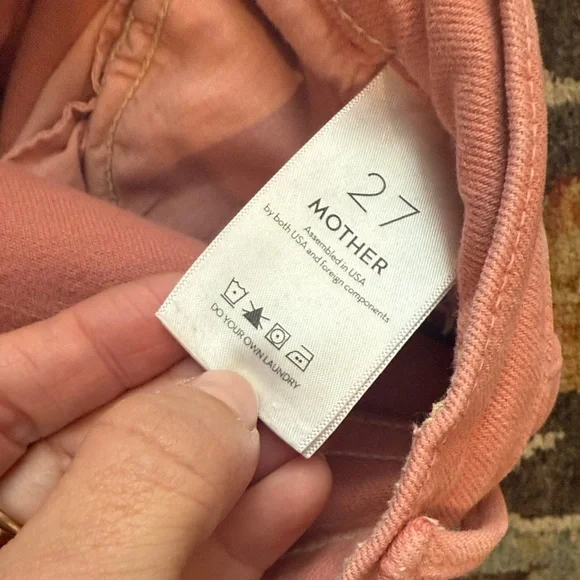 27
MOTHER
Assembled in USA
by both USA and foreign components
DO YOUR OWN LAUNDRY